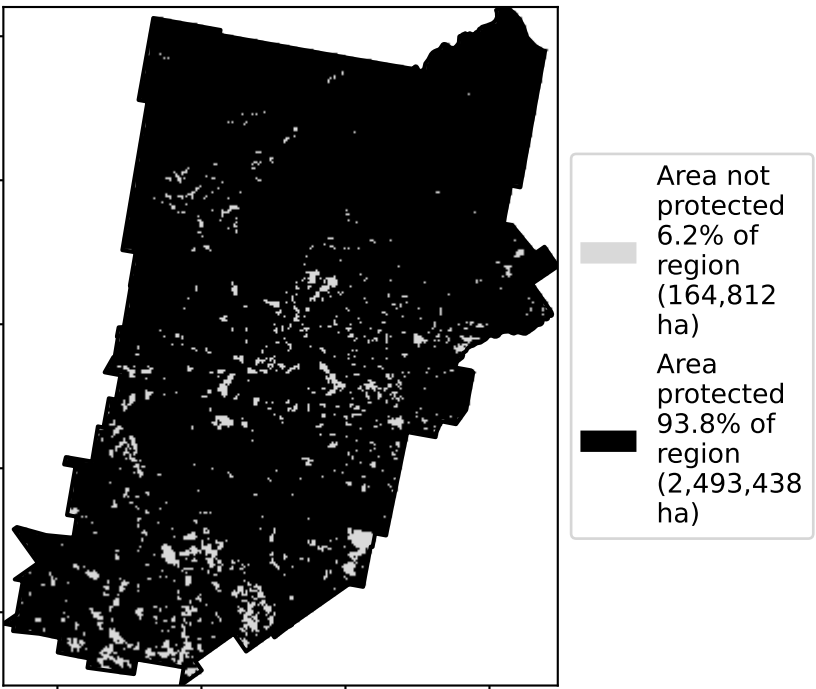 Area not
protected
6.2% of
region
(164,812
ha)
Area
protected
93.8% of
region
(2,493,438
ha)